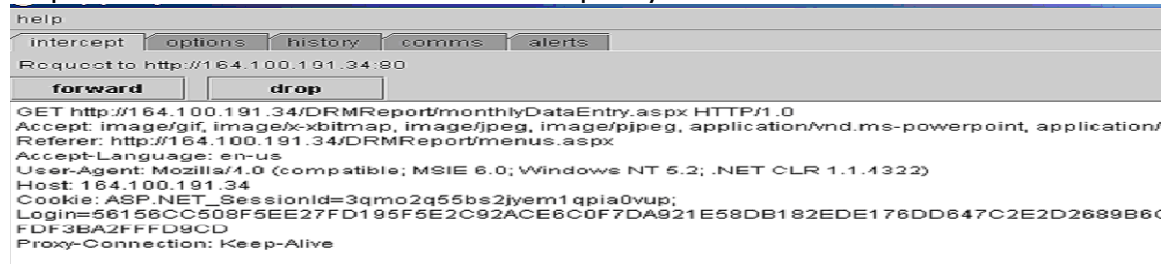 help
intercept options history comms alerts
Request to http://164.100.191.34:80
forward drop
GET http://164.100.191.34/DRMReport/monthlyDataEntry.aspx HTTP/1.0
Accept: image/gif, image/x-xbitmap, image/jpeg, image/pjpeg, application/vnd.ms-powerpoint, application/
Referer: http://164.100.191.34/DRMReport/menus.aspx
Accept-Language: en-us
User-Agent: Mozilla/4.0 (compatible; MSIE 6.0; Windows NT 5.2; .NET CLR 1.1.4322)
Host: 164.100.191.34
Cookie: ASP.NET_SessionId=3qmo2q55bs2jyem1qpia0vup;
Login=56156CC508F5EE27FD195F5E2C92ACE6C0F7DA921E58DB182EDE176DD647C2E2D2689B6
FDF3BA2FFFD9CD
Proxy-Connection: Keep-Alive